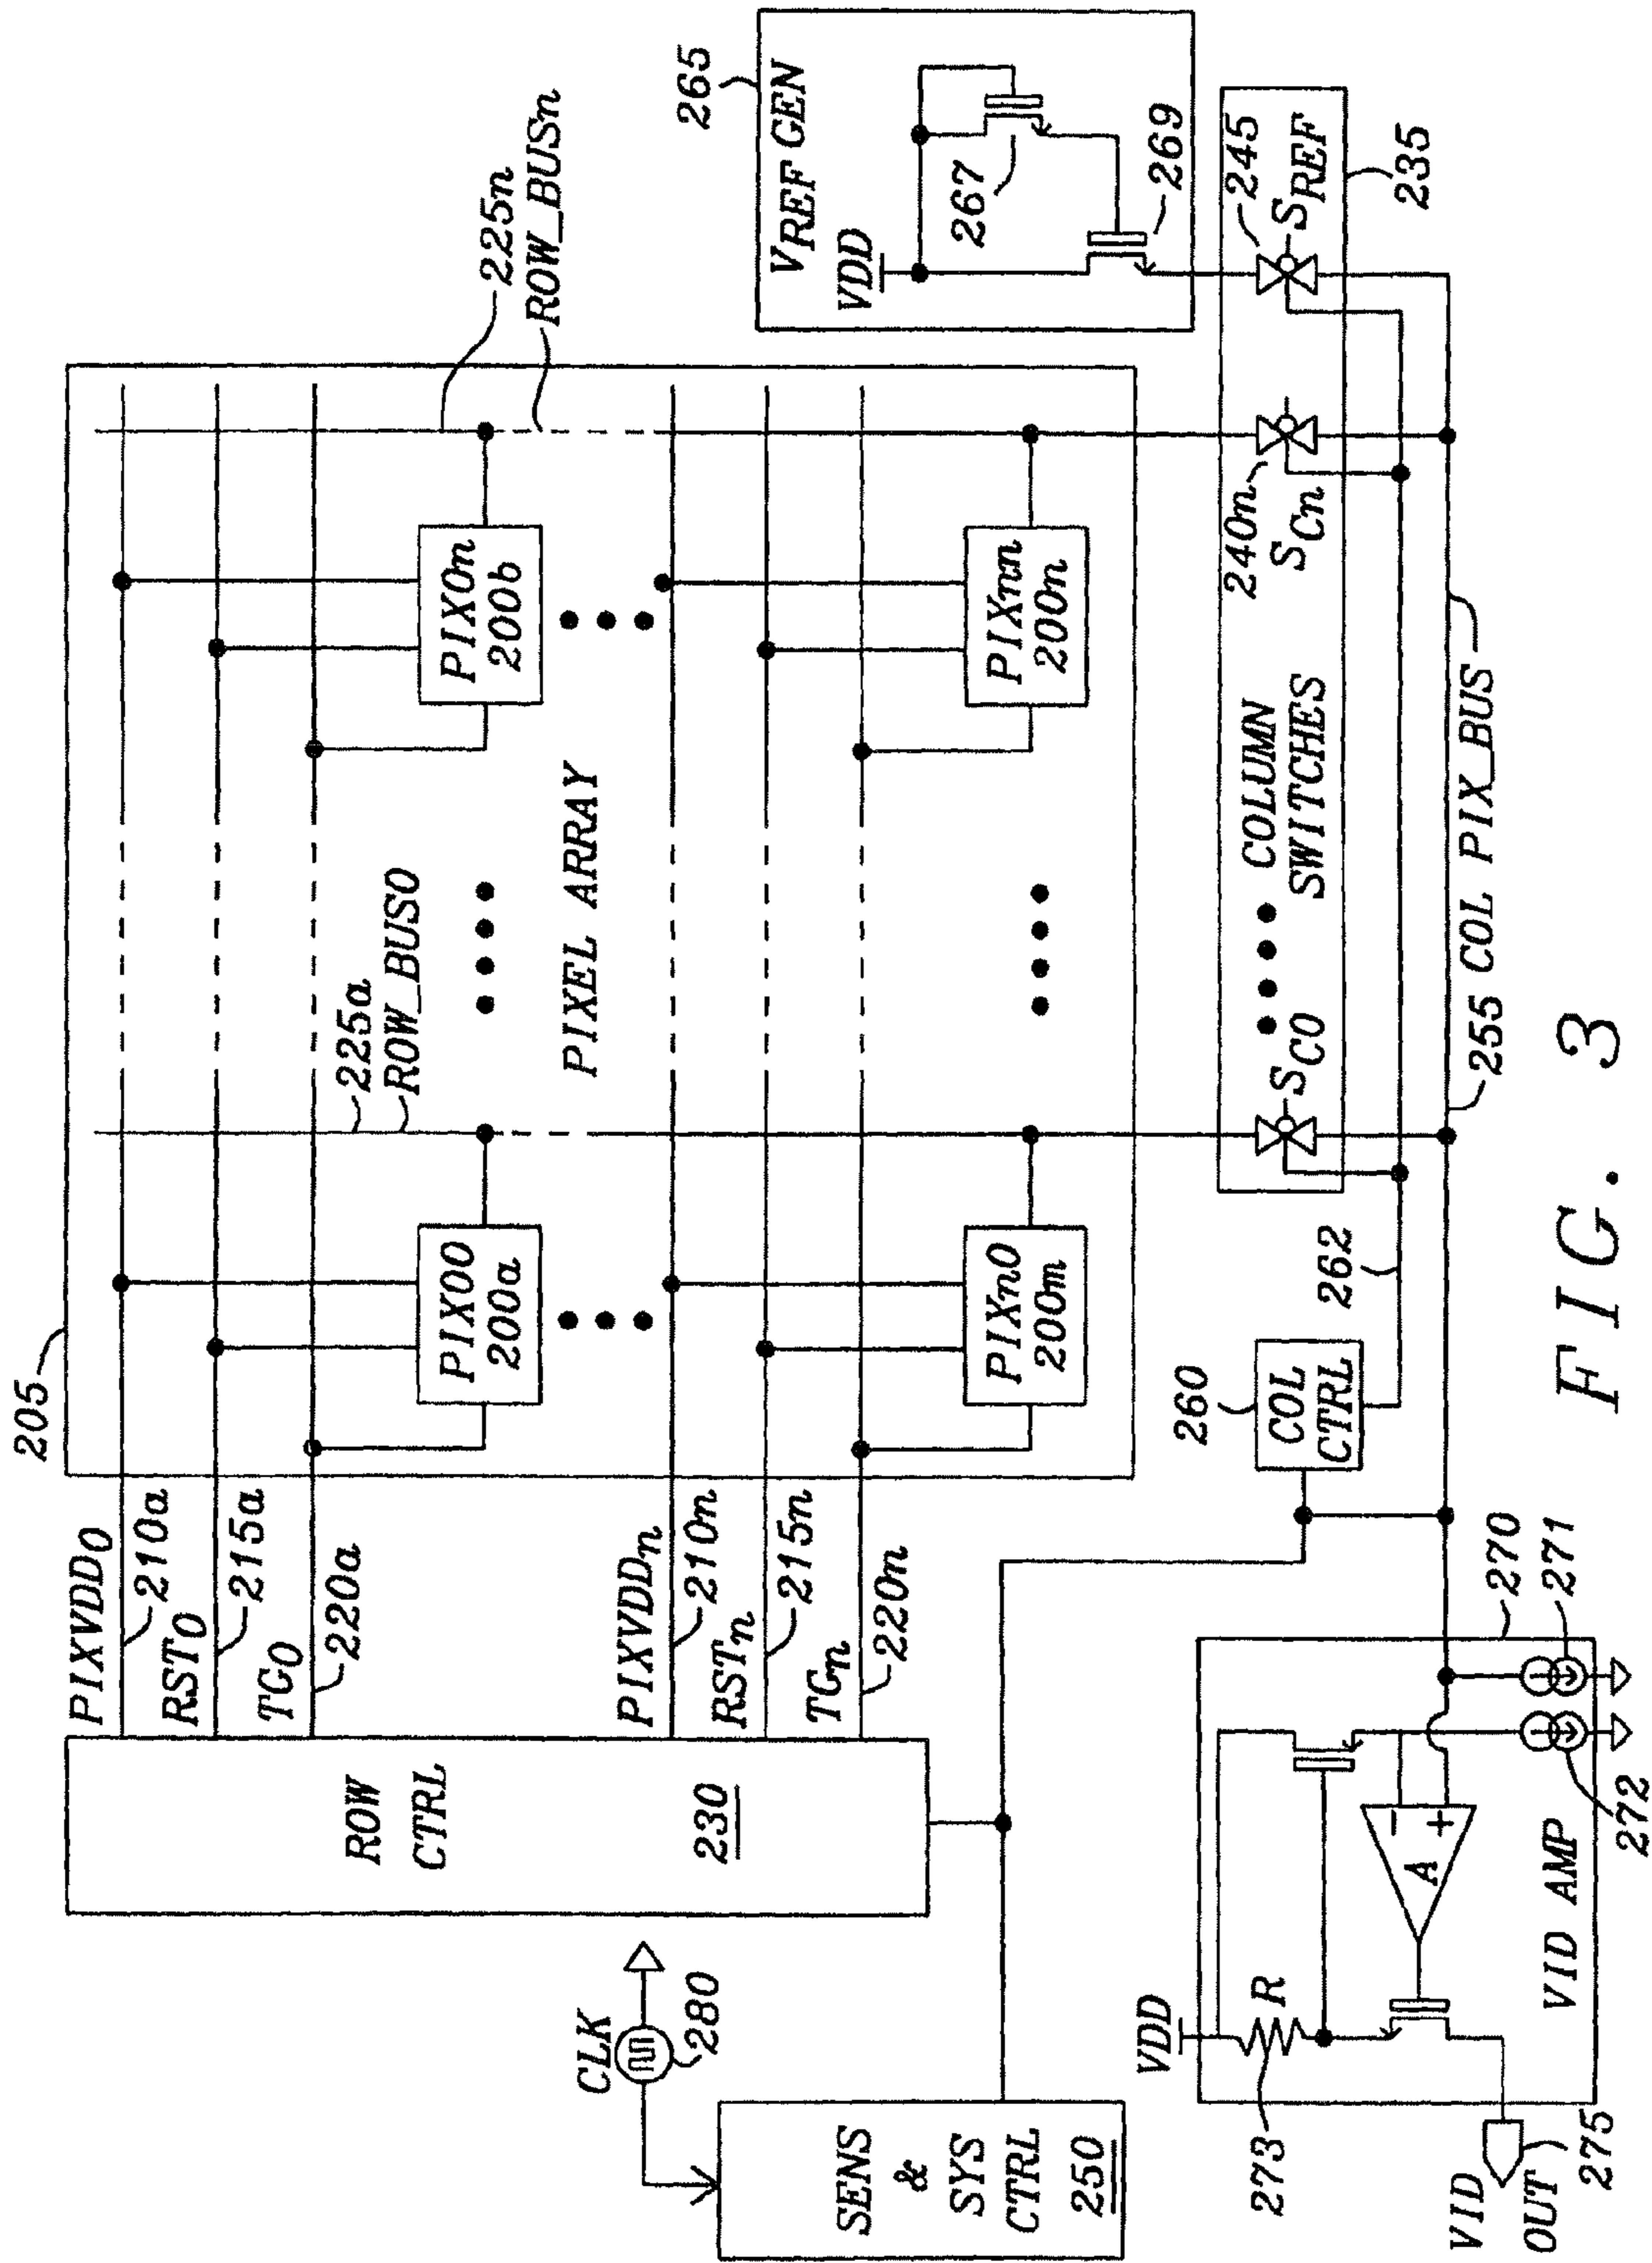 205
PIXVDD0
210a
RST0
215a
TG0
220a
PIXVDDn
210n
RSTn
215n
TGn
220n
ROW
CTRL
230
225a
ROW_BUS0
225n
ROW_BUSn
PIX00
200a
PIX0n
200b
PIXEL ARRAY
PIXn0
200m
PIXnn
200n
265
VREF GEN
VDD
267
269
CLK
280
SENS
&
SYS
CTRL
250
260
COL
CTRL
262
SC0
COLUMN
SWITCHES
240n
SCn
245
SREF
235
255 COL PIX_BUS
VDD
273
R
A
-
+
VID AMP
270
271
272
VID
OUT
275
FIG. 3